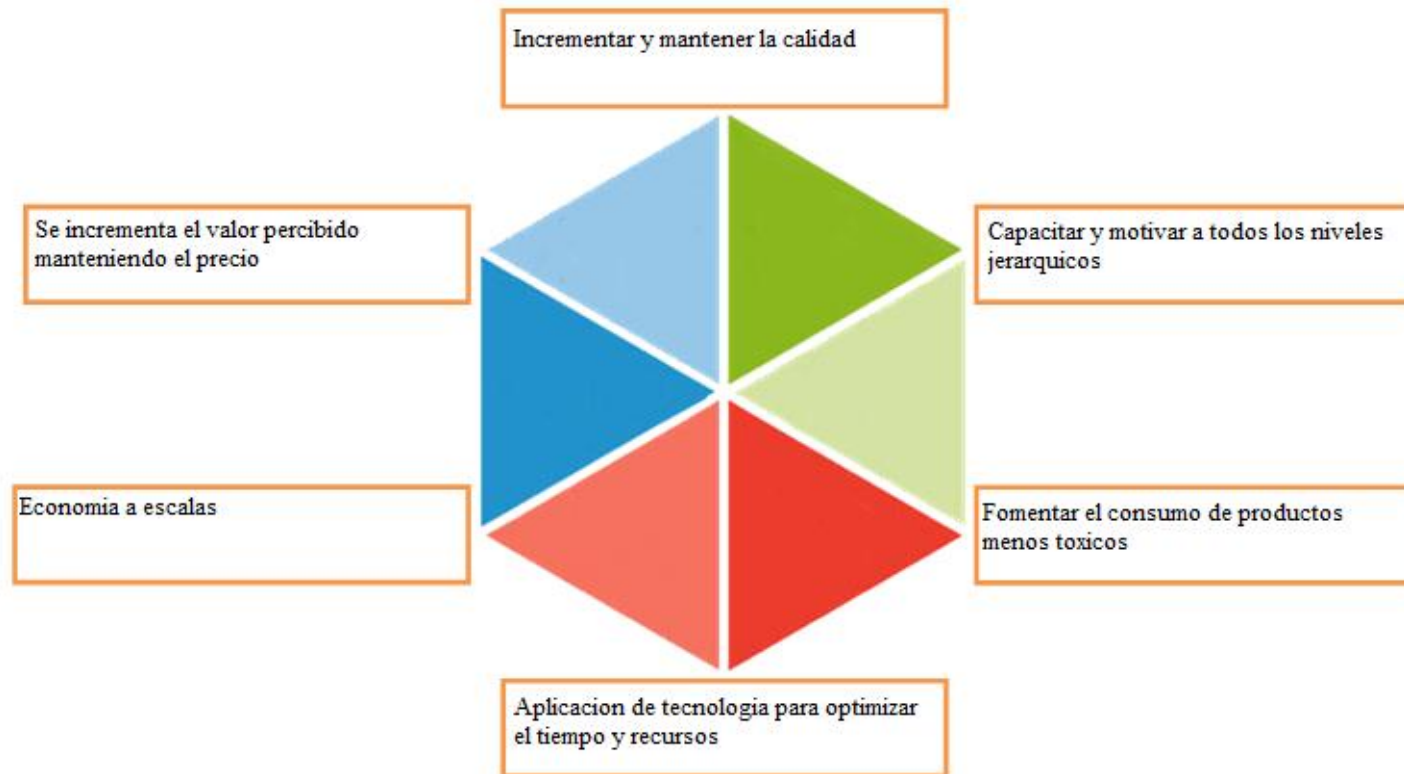 Incrementar y mantener la calidad
Se incrementa el valor percibido
manteniendo el precio
Capacitar y motivar a todos los niveles
jerarquicos
Economia a escalas
Fomentar el consumo de productos
menos toxicos
Aplicacion de tecnologia para optimizar
el tiempo y recursos